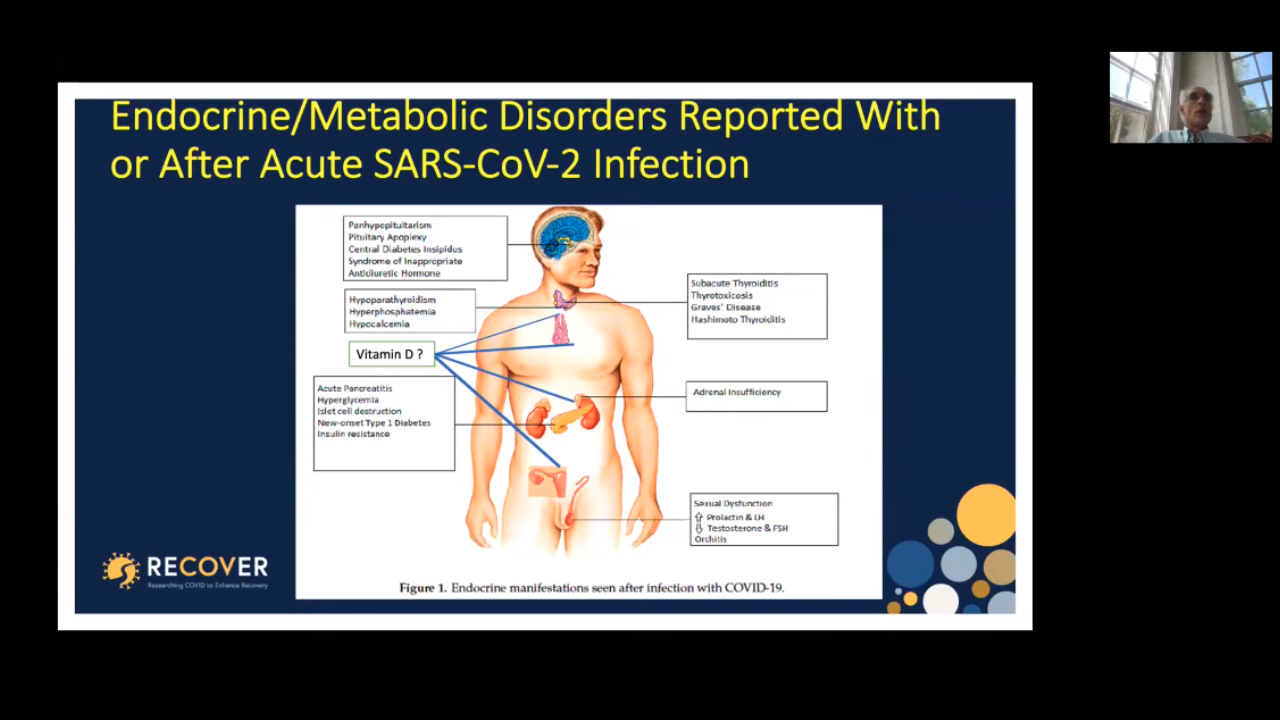 Endocrine/Metabolic Disorders Reported With
or After Acute SARS-CoV-2 Infection
Panhypopituitarism
Pituitary Apoplexy
Central Diabetes Insipidus
Syndrome of Inappropriate
Antidiuretic Hormone
Hypoparathyroidism
Hyperphosphatemia
Hypocalcemia
Vitamin D ?
Acute Pancreatitis
Hyperglycemia
Islet cell destruction
New-onset Type 1 Diabetes
Insulin resistance
Subacute Thyroiditis
Thyrotoxicosis
Graves' Disease
Hashimoto Thyroiditis
Adrenal Insufficiency
Sexual Dysfunction
⇧ Prolactin & LH
⇩ Testosterone & FSH
Orchitis
Figure 1. Endocrine manifestations seen after infection with COVID-19.
RECOVER
Researching COVID to Enhance Recovery